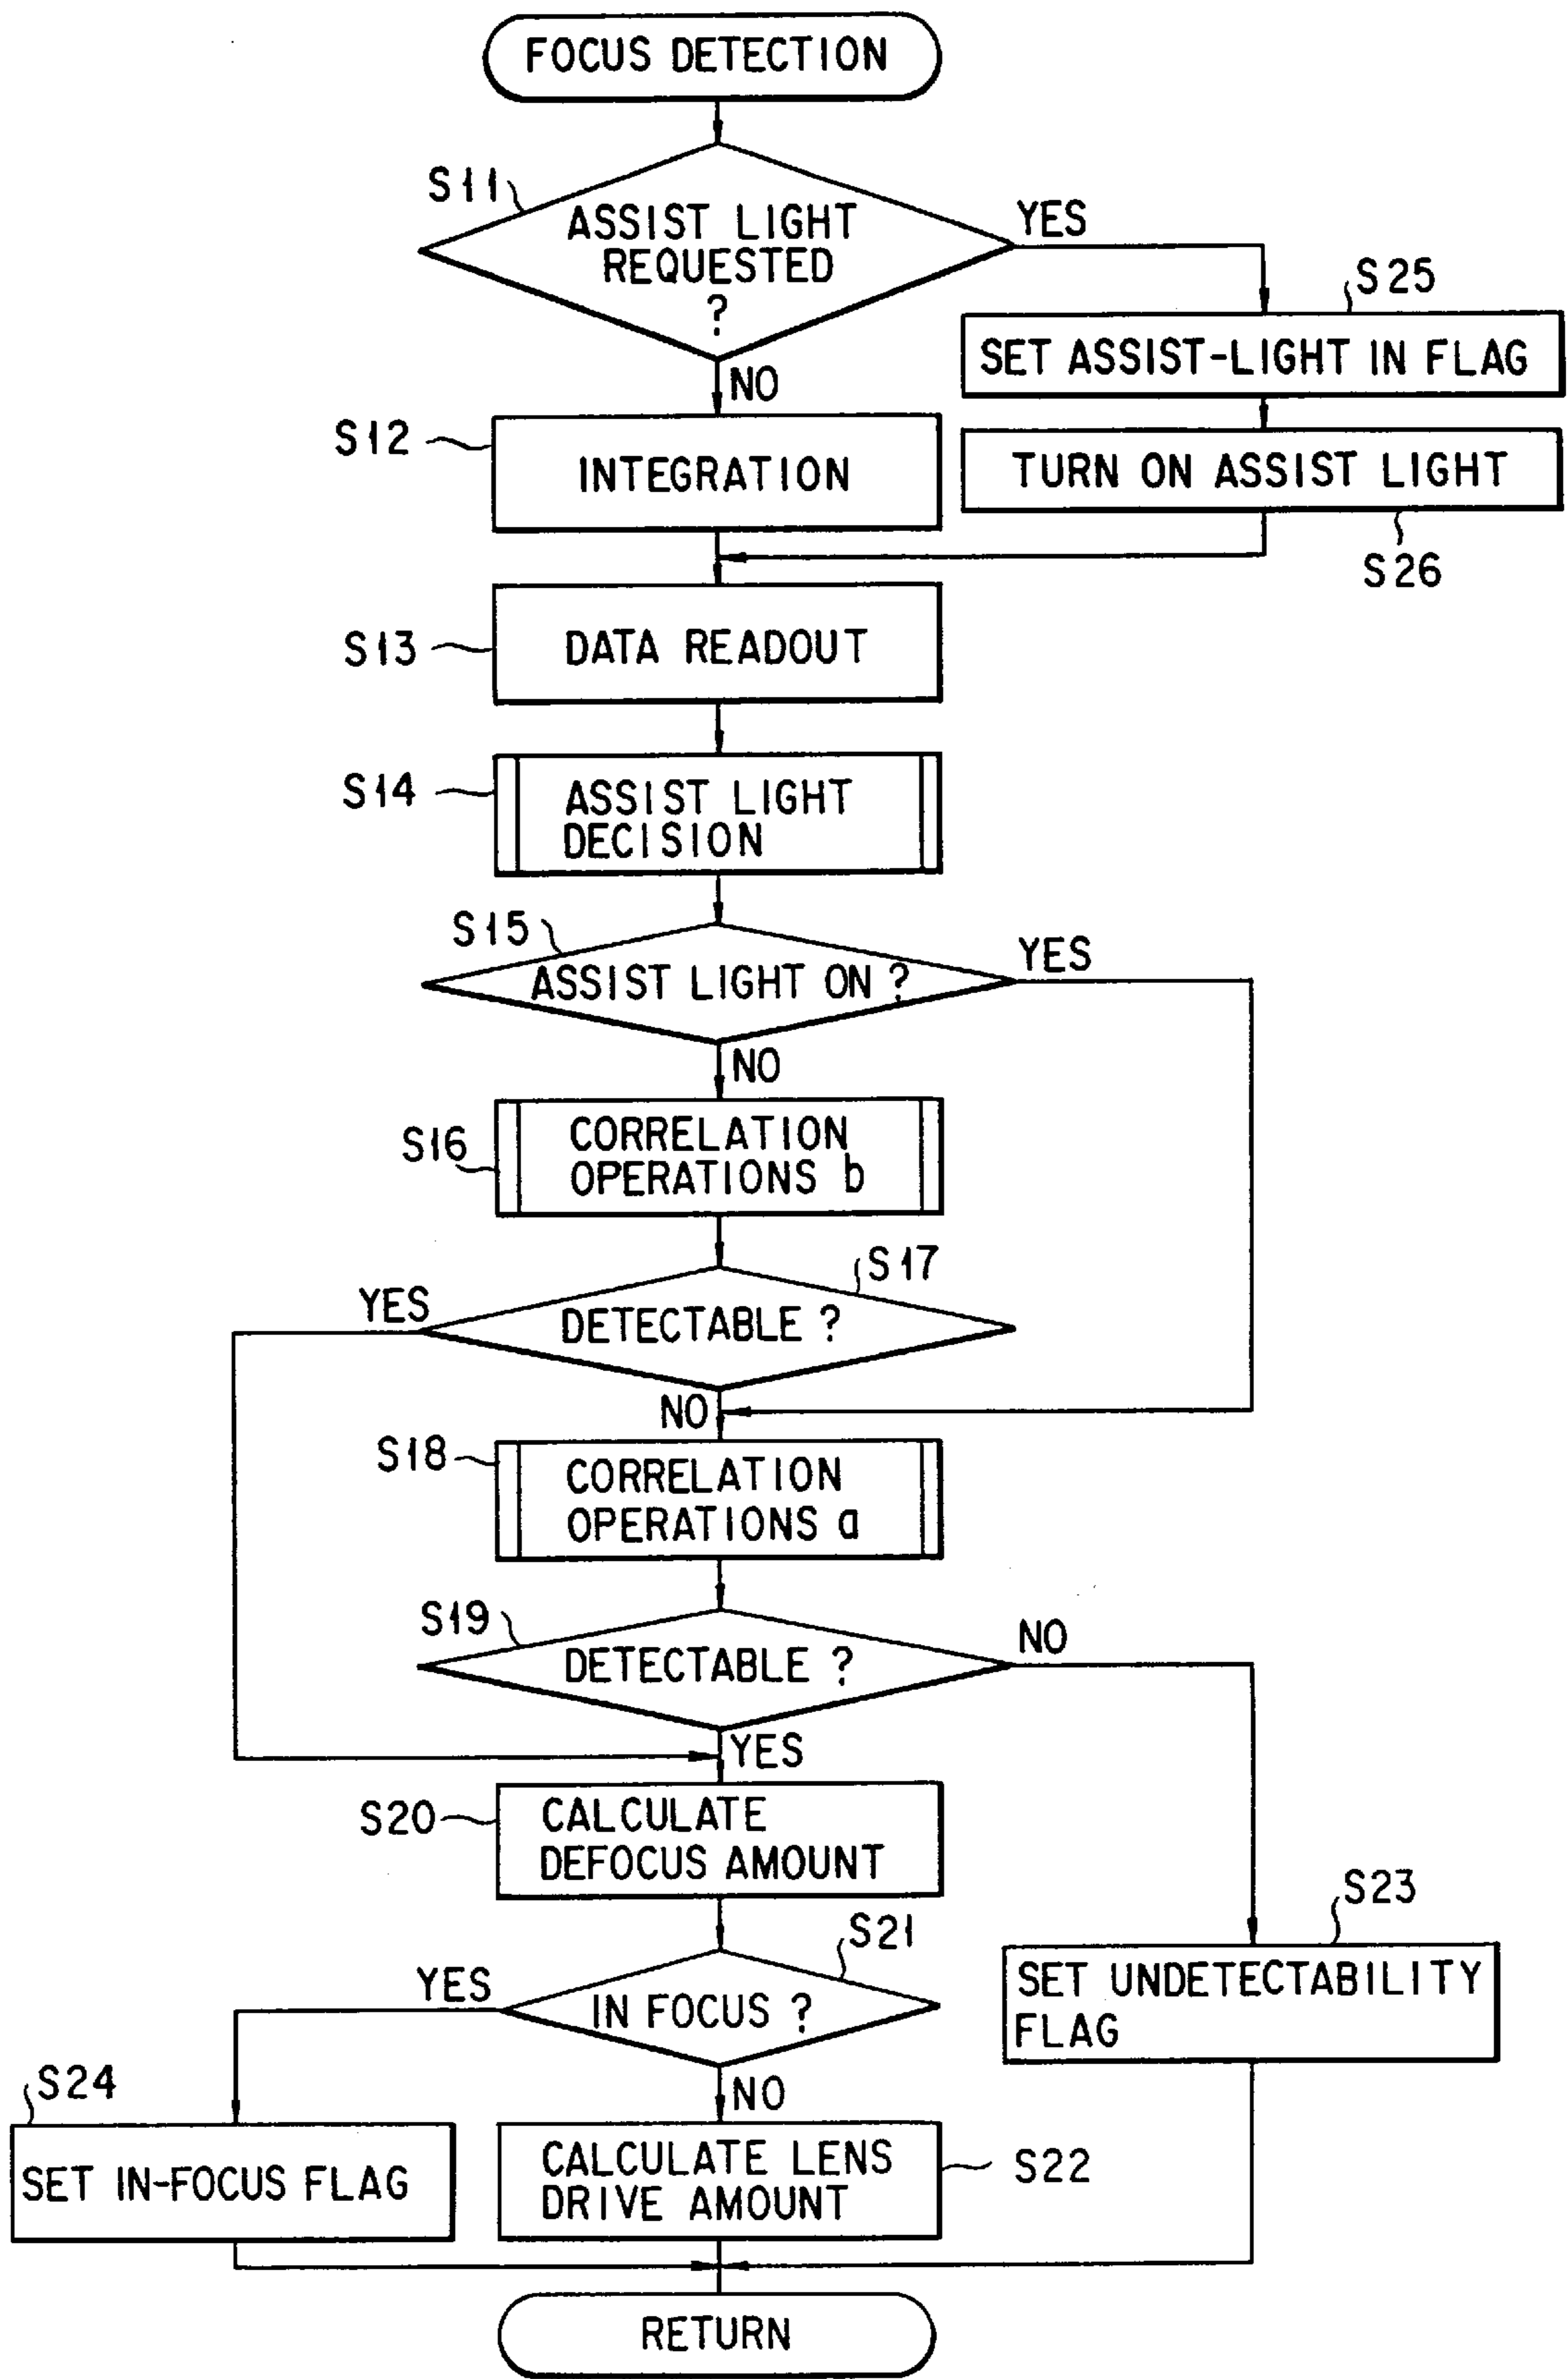 FOCUS DETECTION
S11
ASSIST LIGHT
REQUESTED
?
YES
NO
S25
SET ASSIST-LIGHT IN FLAG
S12
INTEGRATION
TURN ON ASSIST LIGHT
S26
S13
DATA READOUT
S14
ASSIST LIGHT
DECISION
S15
ASSIST LIGHT ON ?
YES
NO
S16
CORRELATION
OPERATIONS b
S17
YES
DETECTABLE ?
NO
S18
CORRELATION
OPERATIONS a
S19
DETECTABLE ?
NO
YES
S20
CALCULATE
DEFOCUS AMOUNT
S21
YES
IN FOCUS ?
NO
S23
SET UNDETECTABILITY
FLAG
S24
SET IN-FOCUS FLAG
CALCULATE LENS
DRIVE AMOUNT
S22
RETURN